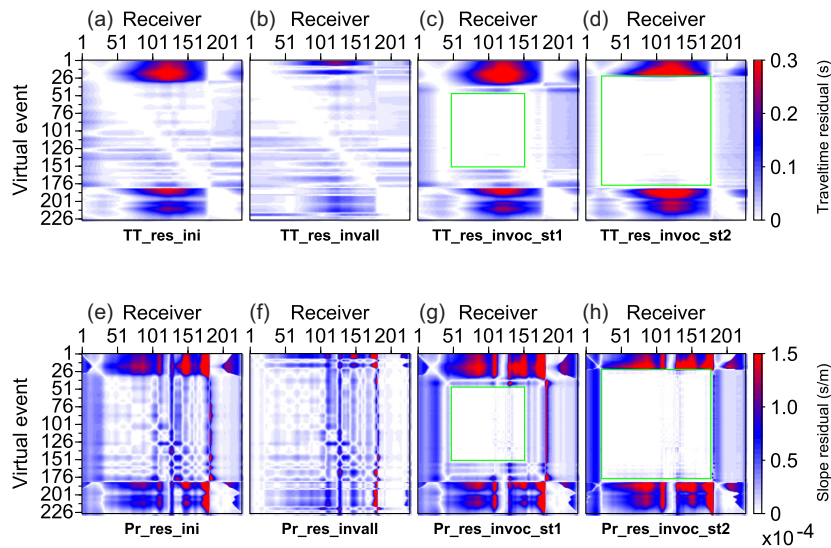 (a) Receiver (b) Receiver (c) Receiver (d) Receiver
1 51 101 151 201 1 51 101 151 201 1 51 101 151 201 1 51 101 151 201
Virtual event
1
26
51
76
101
126
151
176
201
226
0.3
0.2
0.1
0
Traveltime residual (s)
TT_res_ini TT_res_invall TT_res_invoc_st1 TT_res_invoc_st2
(e) Receiver (f) Receiver (g) Receiver (h) Receiver
1 51 101 151 201 1 51 101 151 201 1 51 101 151 201 1 51 101 151 201
Virtual event
1
26
51
76
101
126
151
176
201
226
1.5
1.0
0.5
0
Slope residual (s/m)
Pr_res_ini Pr_res_invall Pr_res_invoc_st1 Pr_res_invoc_st2
x10⁻⁴